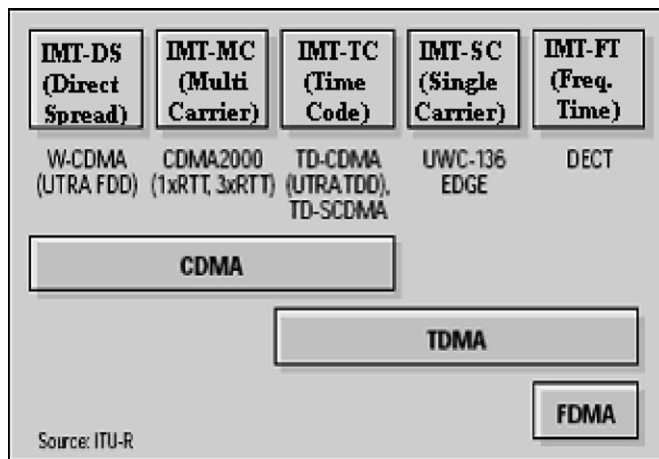 IMT-DS
(Direct
Spread)
IMT-MC
(Multi
Carrier)
IMT-TC
(Time
Code)
IMT-SC
(Single
Carrier)
IMT-FT
(Freq.
Time)
W-CDMA
(UTRA FDD)
CDMA2000
(1xRTT, 3xRTT)
TD-CDMA
(UTRA TDD),
TD-SCDMA
UWC-136
EDGE
DECT
CDMA
TDMA
FDMA
Source: ITU-R